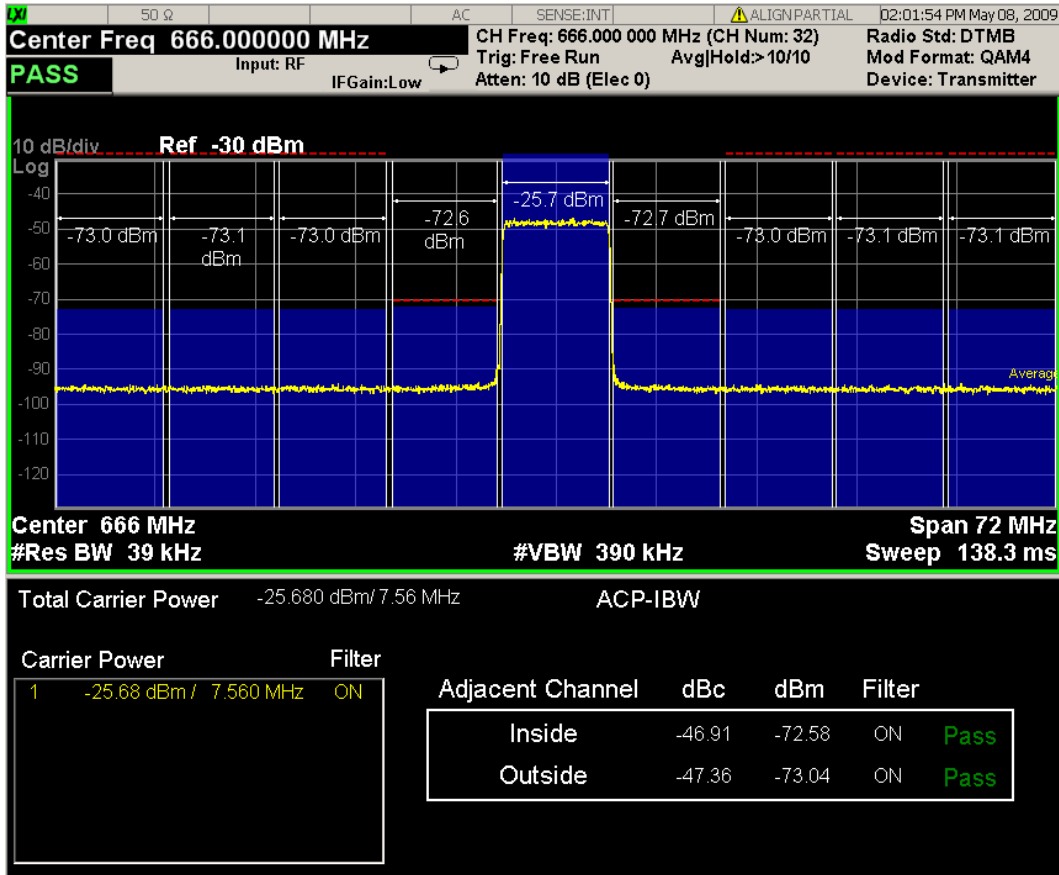 LXI 50 Ω AC SENSE:INT ALIGNPARTIAL 02:01:54 PM May 08, 2009
Center Freq 666.000000 MHz
CH Freq: 666.000 000 MHz (CH Num: 32)
Radio Std: DTMB
Input: RF
Trig: Free Run
Avg|Hold:>10/10
Mod Format: QAM4
PASS
IFGain:Low
Atten: 10 dB (Elec 0)
Device: Transmitter
10 dB/div
Ref -30 dBm
Log
-40
-50
-60
-70
-80
-90
-100
-110
-120
-73.0 dBm
-73.1
dBm
-73.0 dBm
-72.6
dBm
-25.7 dBm
-72.7 dBm
-73.0 dBm
-73.1 dBm
-73.1 dBm
Average
Center 666 MHz
Span 72 MHz
#Res BW 39 kHz
#VBW 390 kHz
Sweep 138.3 ms
Total Carrier Power -25.680 dBm/ 7.56 MHz
ACP-IBW
Carrier Power Filter
1 -25.68 dBm / 7.560 MHz ON
Adjacent Channel dBc dBm Filter
Inside -46.91 -72.58 ON Pass
Outside -47.36 -73.04 ON Pass